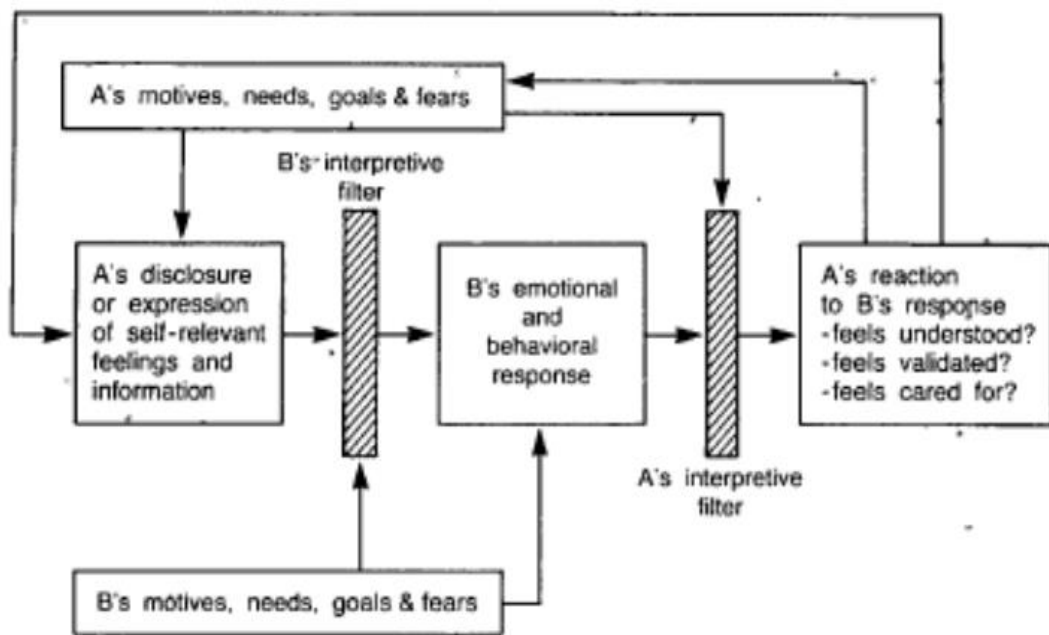 A's motives, needs, goals & fears
B's interpretive
filter
A's disclosure
or expression
of self-relevant
feelings and
information
B's emotional
and
behavioral
response
A's reaction
to B's response
-feels understood?
-feels validated?
-feels cared for?
A's interpretive
filter
B's motives, needs, goals & fears